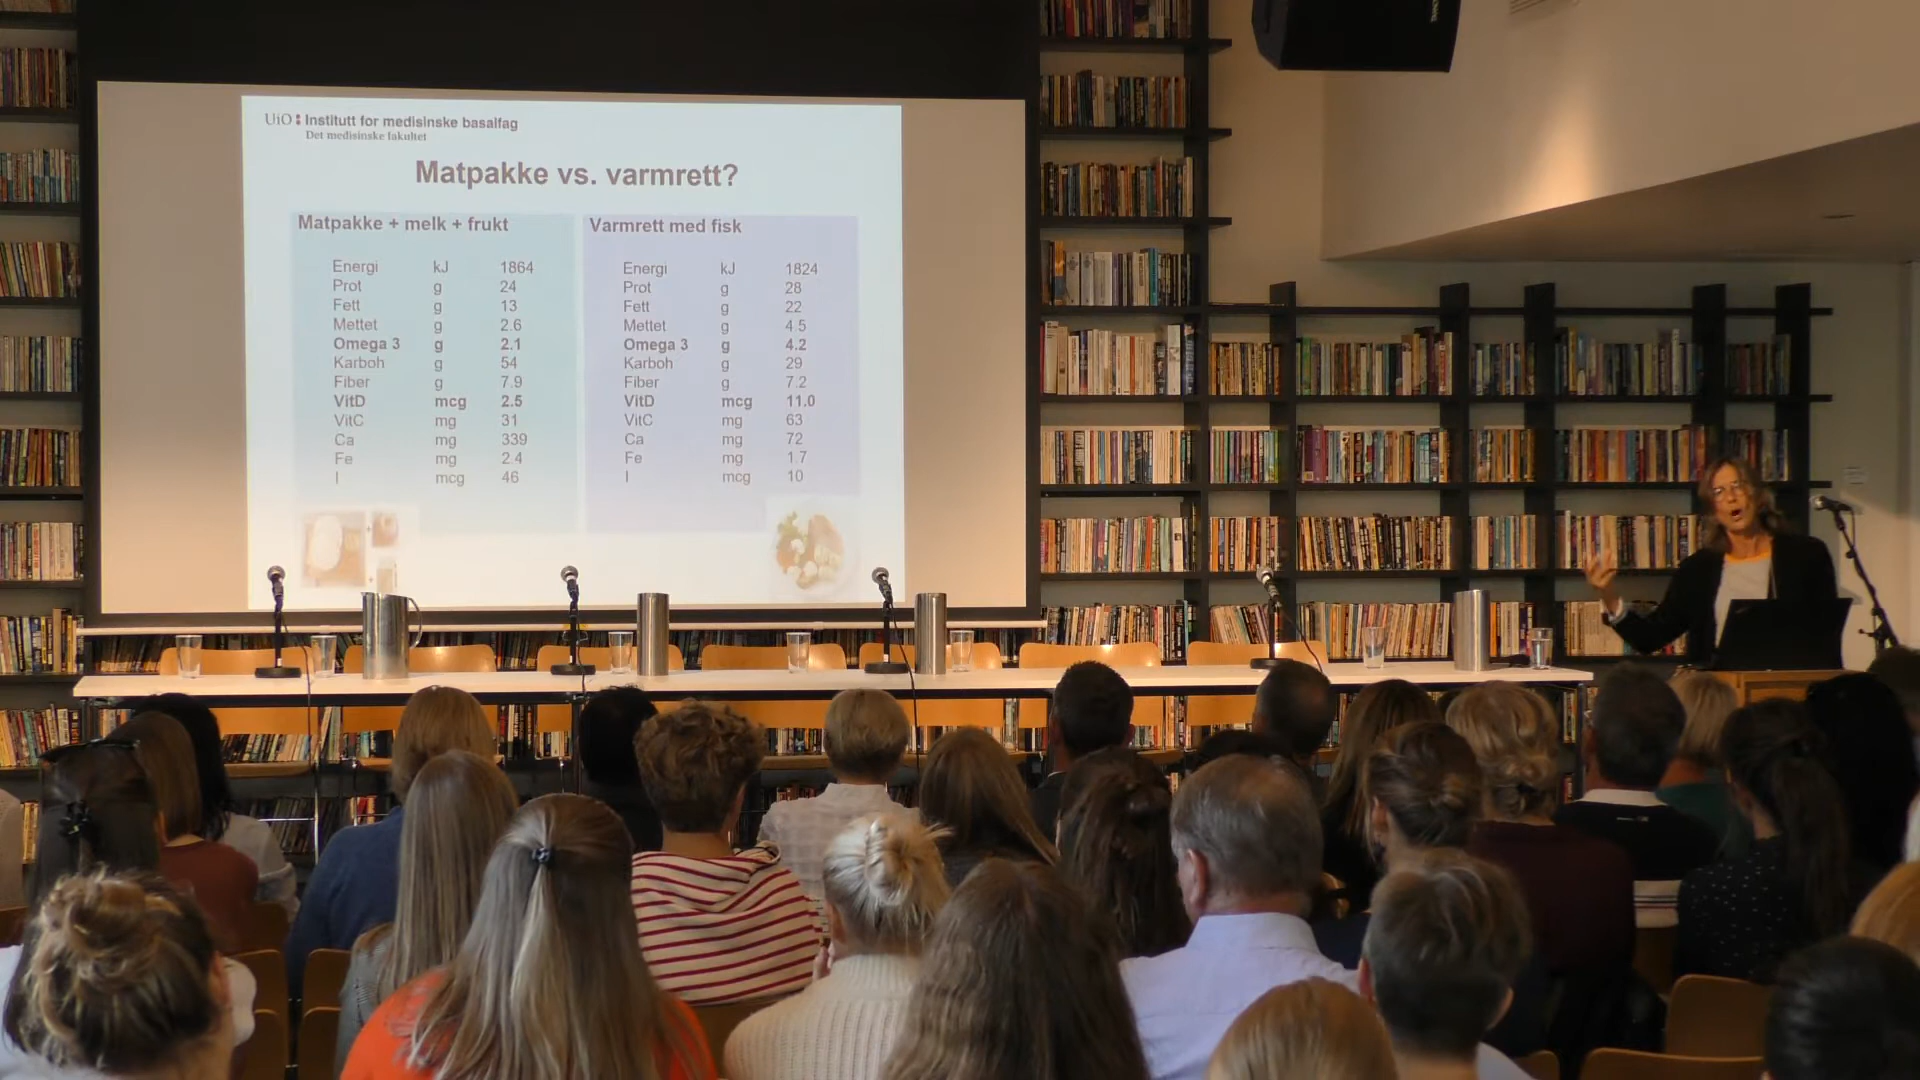 UiO : Institutt for medisinske basalfag
Det medisinske fakultet
Matpakke vs. varmrett?
Matpakke + melk + frukt
Energi kJ 1864
Prot g 24
Fett g 13
Mettet g 2.6
Omega 3 g 2.1
Karboh g 54
Fiber g 7.9
VitD mcg 2.5
VitC mg 31
Ca mg 339
Fe mg 2.4
I mcg 46
Varmrett med fisk
Energi kJ 1824
Prot g 28
Fett g 22
Mettet g 4.5
Omega 3 g 4.2
Karboh g 29
Fiber g 7.2
VitD mcg 11.0
VitC mg 63
Ca mg 72
Fe mg 1.7
I mcg 10